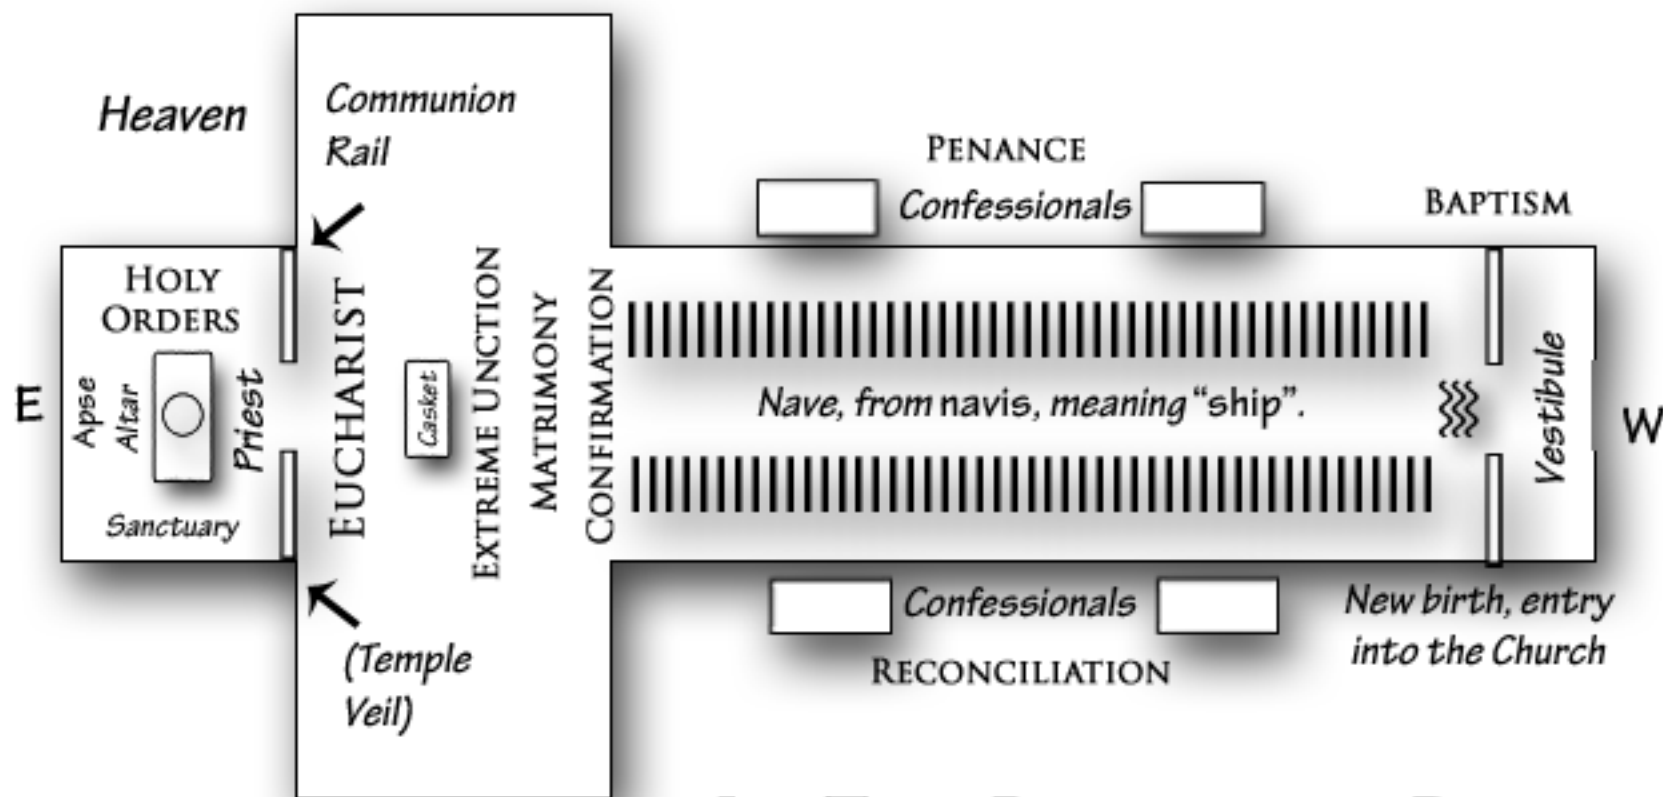 Heaven
Communion
Rail
PENANCE
Confessionals
BAPTISM
HOLY
ORDERS
E
Apse
Altar
Priest
Sanctuary
EUCHARIST
Casket
EXTREME UNCTION
MATRIMONY
CONFIRMATION
Nave, from navis, meaning “ship”.
Vestibule
W
(Temple
Veil)
Confessionals
RECONCILIATION
New birth, entry
into the Church